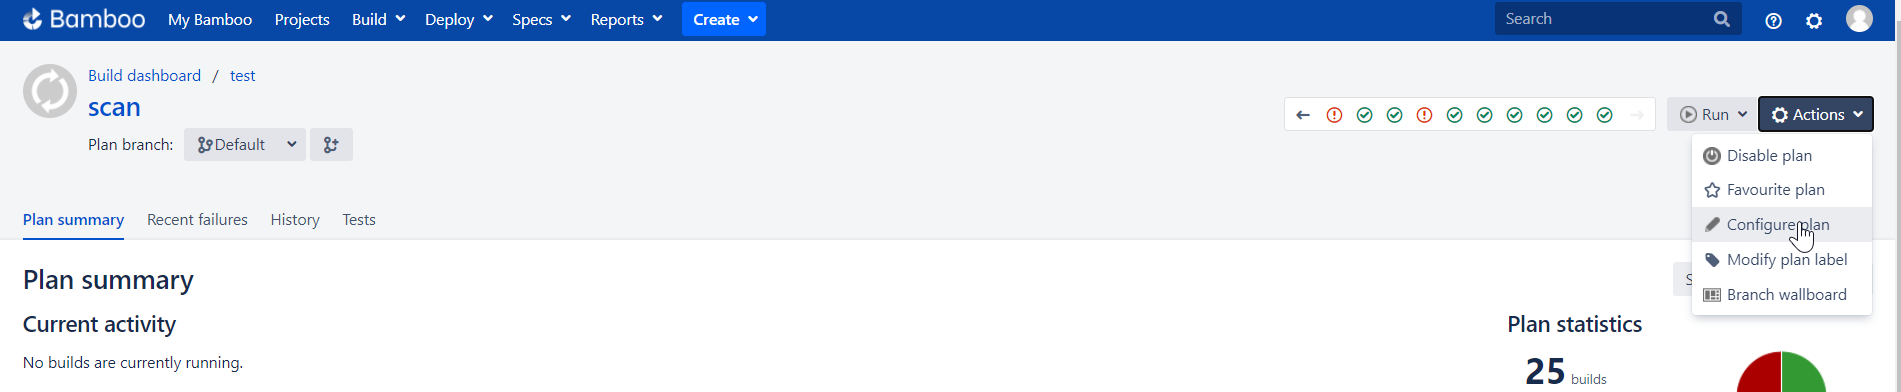 Bamboo My Bamboo Projects Build Deploy Specs Reports Create Search
Build dashboard / test
scan
Run Actions
Plan branch: Default
Disable plan
Favourite plan
Configure plan
Modify plan label
Branch wallboard
Plan summary Recent failures History Tests
Plan summary
Current activity
No builds are currently running.
Plan statistics
25 builds